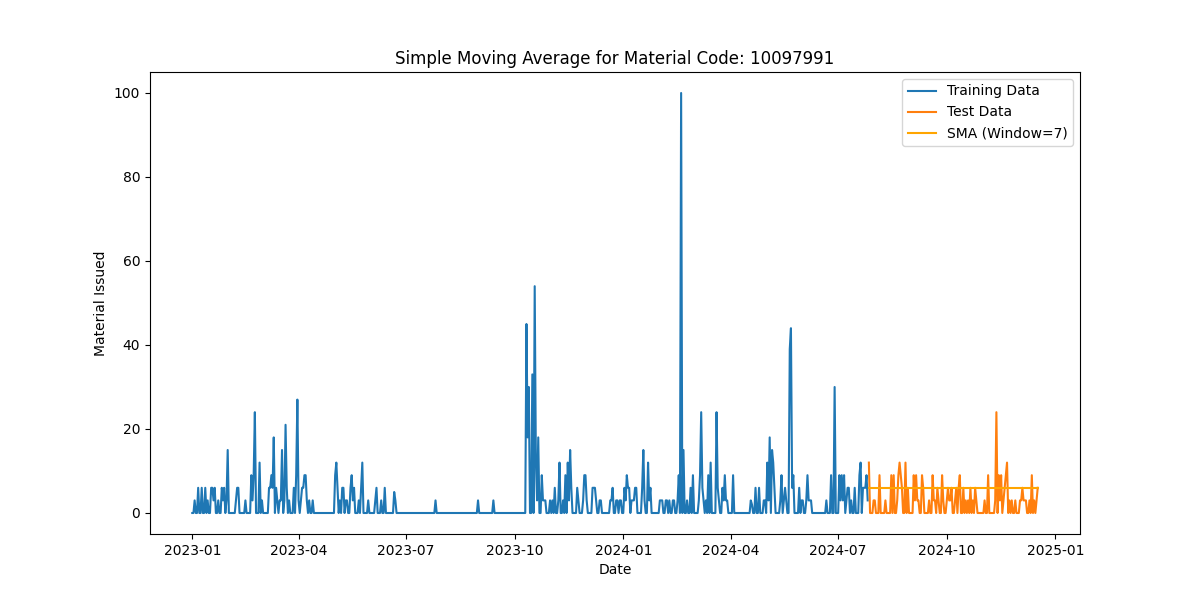 Simple Moving Average for Material Code: 10097991
Training Data
Test Data
SMA (Window=7)
Material Issued
100
80
60
40
20
0
2023-01 2023-04 2023-07 2023-10 2024-01 2024-04 2024-07 2024-10 2025-01
Date